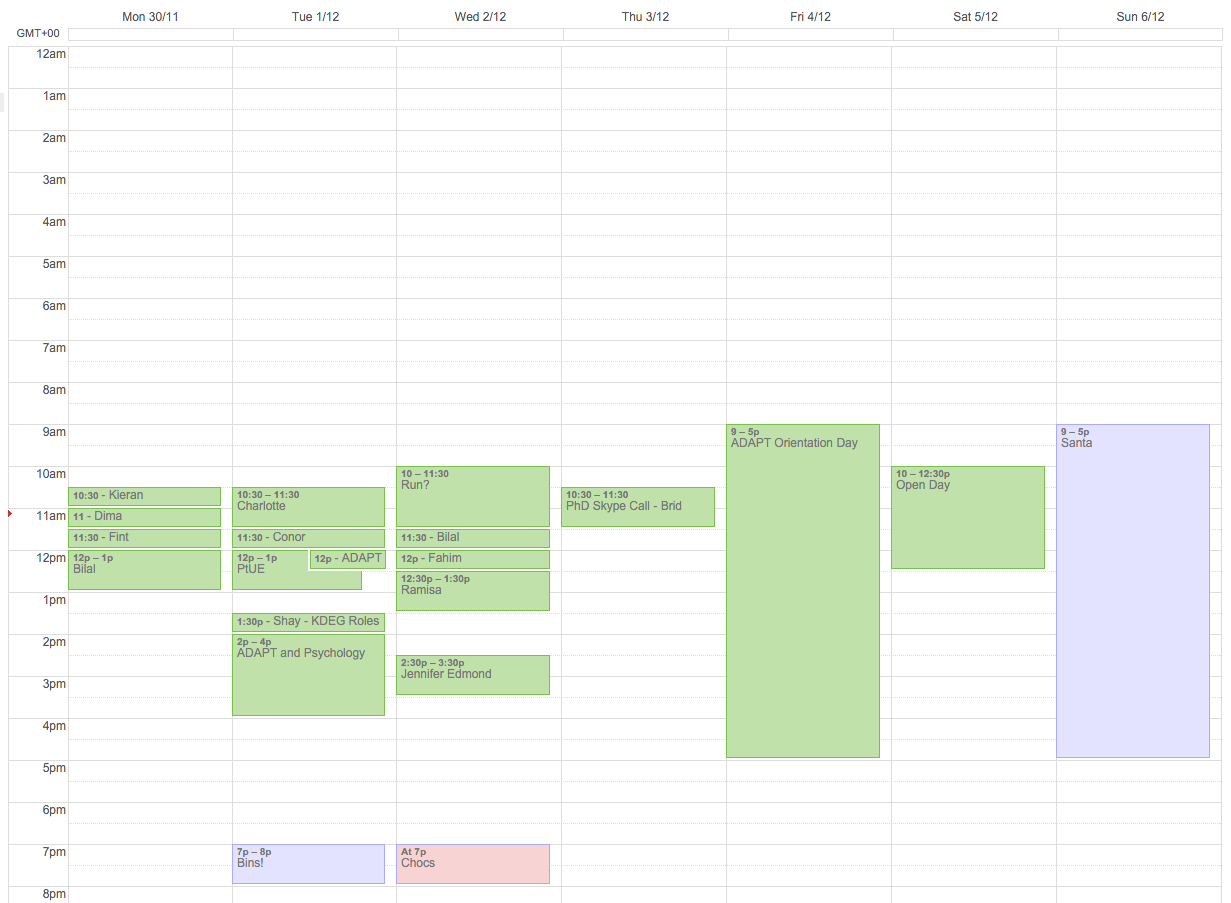 Mon 30/11 Tue 1/12 Wed 2/12 Thu 3/12 Fri 4/12 Sat 5/12 Sun 6/12
GMT+00
12am
1am
2am
3am
4am
5am
6am
7am
8am
9am
10am
11am
12pm
1pm
2pm
3pm
4pm
5pm
6pm
7pm
8pm
10:30 - Kieran
11 - Dima
11:30 - Fint
12p – 1p
Bilal
10:30 – 11:30
Charlotte
11:30 - Conor
12p – 1p
PtUE
12p - ADAPT
1:30p - Shay - KDEG Roles
2p – 4p
ADAPT and Psychology
7p – 8p
Bins!
10 – 11:30
Run?
11:30 - Bilal
12p - Fahim
12:30p – 1:30p
Ramisa
2:30p – 3:30p
Jennifer Edmond
At 7p
Chocs
10:30 – 11:30
PhD Skype Call - Brid
9 – 5p
ADAPT Orientation Day
10 – 12:30p
Open Day
9 – 5p
Santa